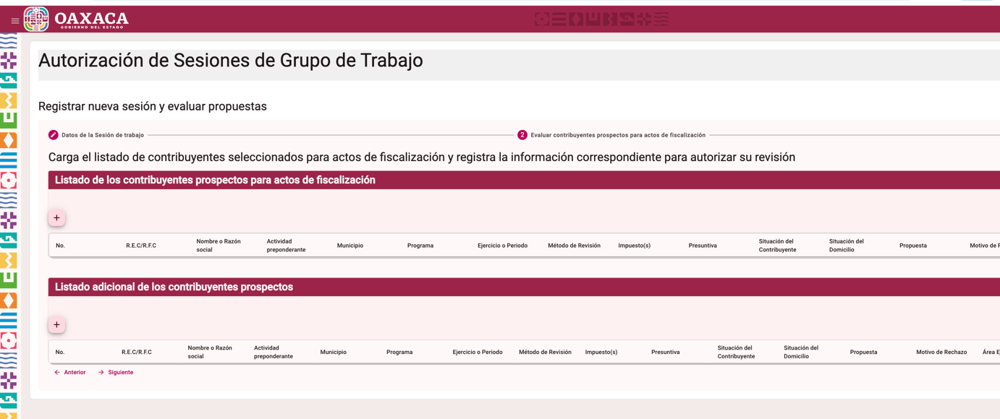 OAXACA
GOBIERNO DEL ESTADO
Autorización de Sesiones de Grupo de Trabajo
Registrar nueva sesión y evaluar propuestas
Datos de la Sesión de trabajo
2 Evaluar contribuyentes prospectos para actos de fiscalización
Carga el listado de contribuyentes seleccionados para actos de fiscalización y registra la información correspondiente para autorizar su revisión
Listado de los contribuyentes prospectos para actos de fiscalización
+
No.
R.E.C/R.F.C
Nombre o Razón
social
Actividad
preponderante
Municipio
Programa
Ejercicio o Periodo
Método de Revisión
Impuesto(s)
Presuntiva
Situación del
Contribuyente
Situación del
Domicilio
Propuesta
Motivo de
Listado adicional de los contribuyentes prospectos
+
No.
R.E.C/R.F.C
Nombre o Razón
social
Actividad
preponderante
Municipio
Programa
Ejercicio o Periodo
Método de Revisión
Impuesto(s)
Presuntiva
Situación del
Contribuyente
Situación del
Domicilio
Propuesta
Motivo de Rechazo
Área
← Anterior → Siguiente